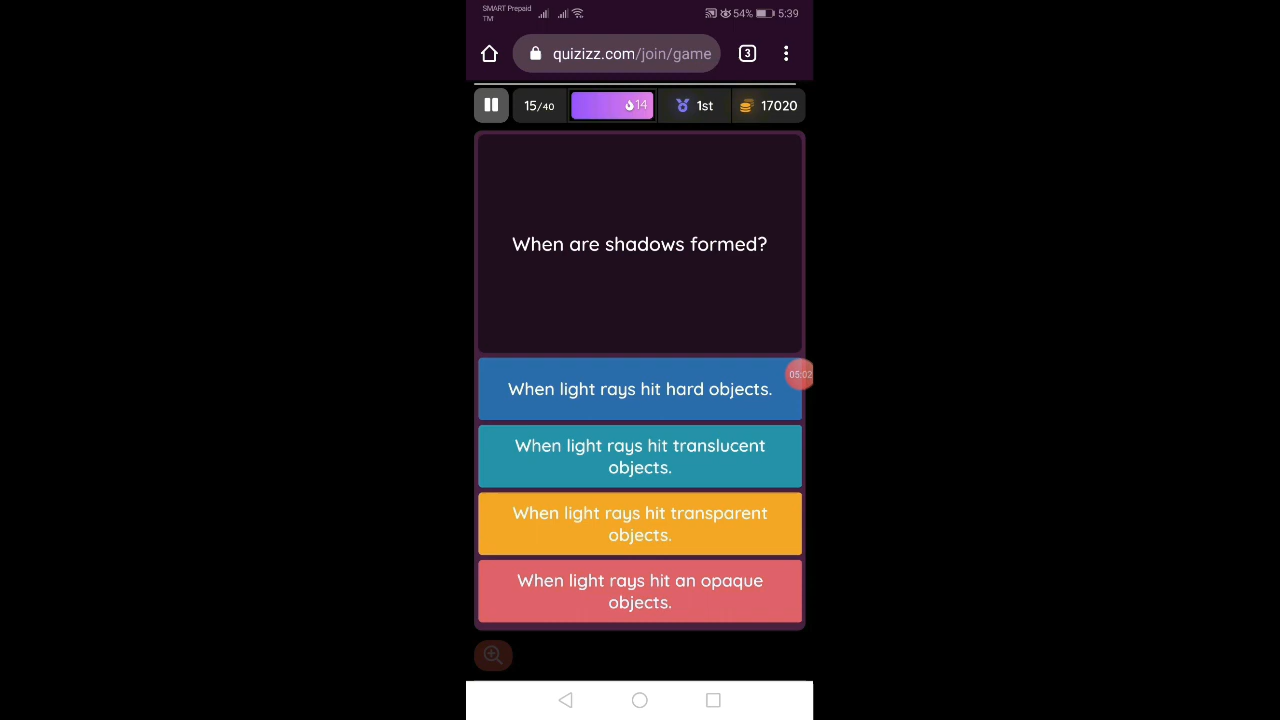 SMART Prepaid
TM
54% 5:39
quizizz.com/join/game
3
15/40
14
1st
17020
When are shadows formed?
When light rays hit hard objects.
05:02
When light rays hit translucent
objects.
When light rays hit transparent
objects.
When light rays hit an opaque
objects.